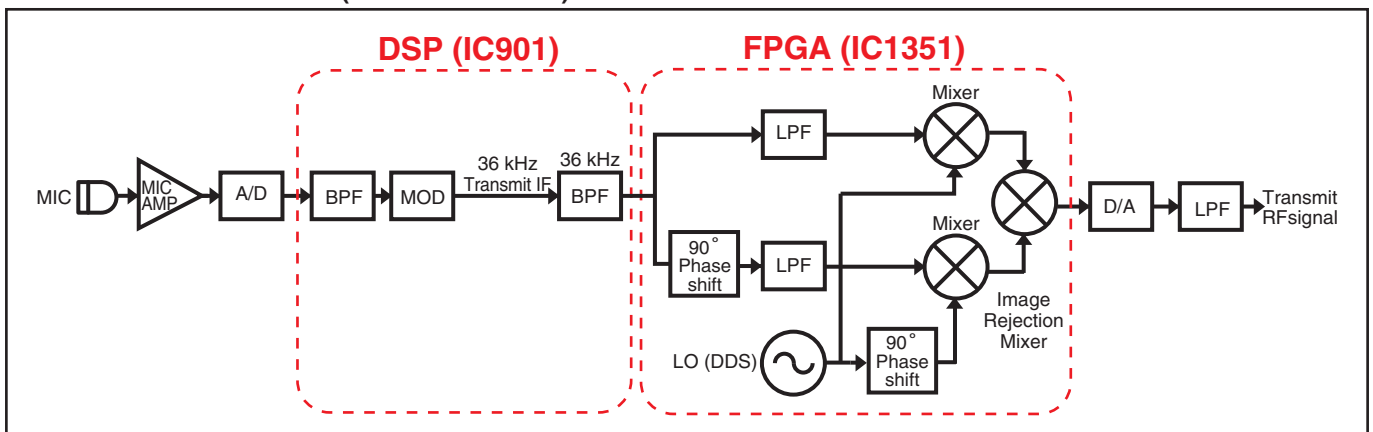 DSP (IC901)
FPGA (IC1351)
MIC
MIC
AMP
A/D
BPF
MOD
36 kHz
Transmit IF
36 kHz
BPF
LPF
Mixer
90°
Phase
shift
LPF
Mixer
Image
Rejection
Mixer
LO (DDS)
90°
Phase
shift
D/A
LPF
Transmit
RFsignal